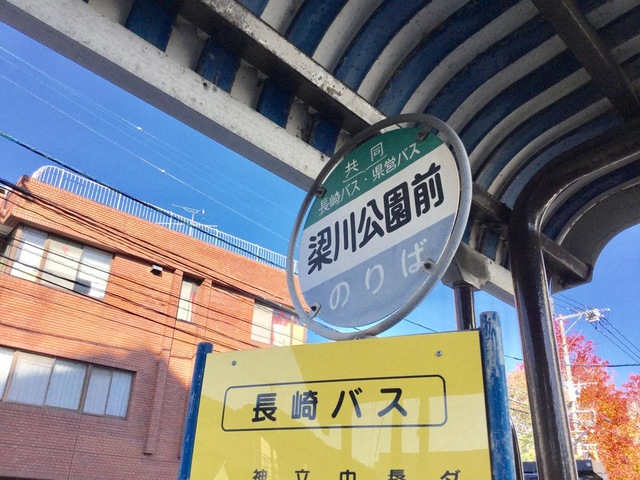 共同
長崎バス・県営バス
梁川公園前
のりば
長崎バス